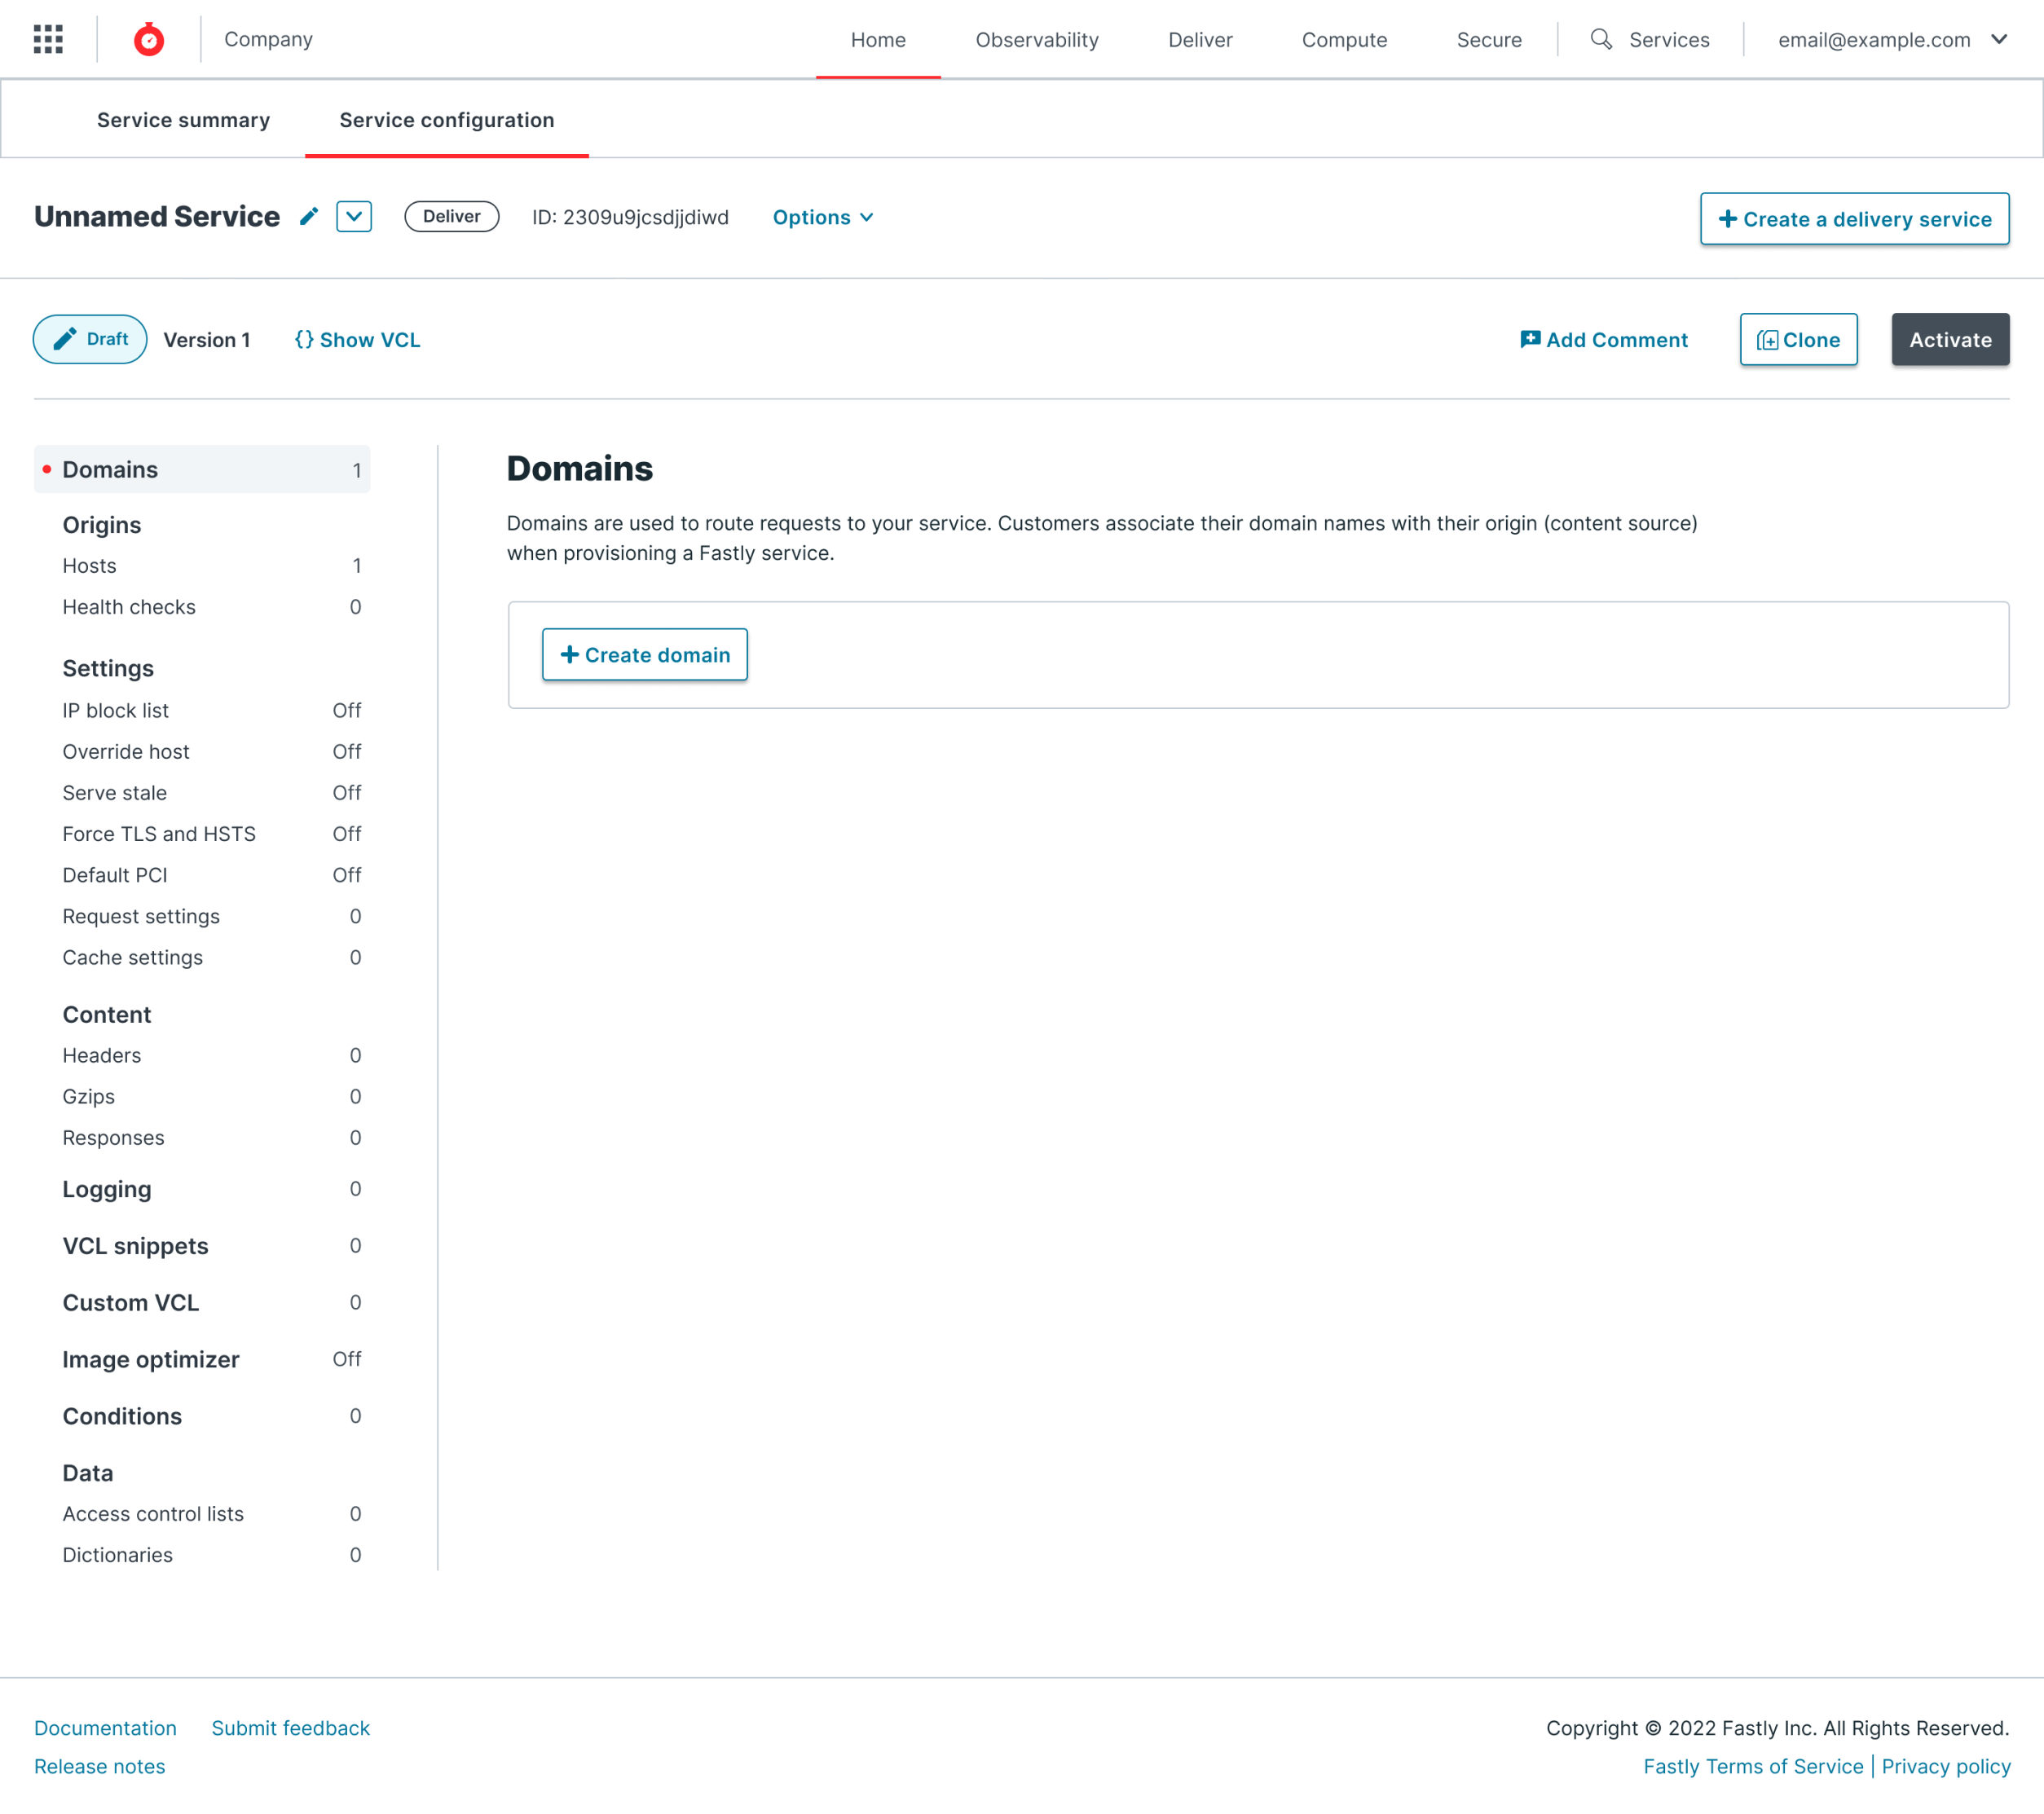 Company
Home Observability Deliver Compute Secure Services email@example.com
Service summary Service configuration
Unnamed Service Deliver ID: 2309u9jcsdjjdiwd Options + Create a delivery service
Draft Version 1 {} Show VCL Add Comment Clone Activate
Domains 1
Origins
Hosts 1
Health checks 0
Settings
IP block list Off
Override host Off
Serve stale Off
Force TLS and HSTS Off
Default PCI Off
Request settings 0
Cache settings 0
Content
Headers 0
Gzips 0
Responses 0
Logging 0
VCL snippets 0
Custom VCL 0
Image optimizer Off
Conditions 0
Data
Access control lists 0
Dictionaries 0
Domains
Domains are used to route requests to your service. Customers associate their domain names with their origin (content source)
when provisioning a Fastly service.
+ Create domain
Documentation Submit feedback
Release notes
Copyright © 2022 Fastly Inc. All Rights Reserved.
Fastly Terms of Service | Privacy policy